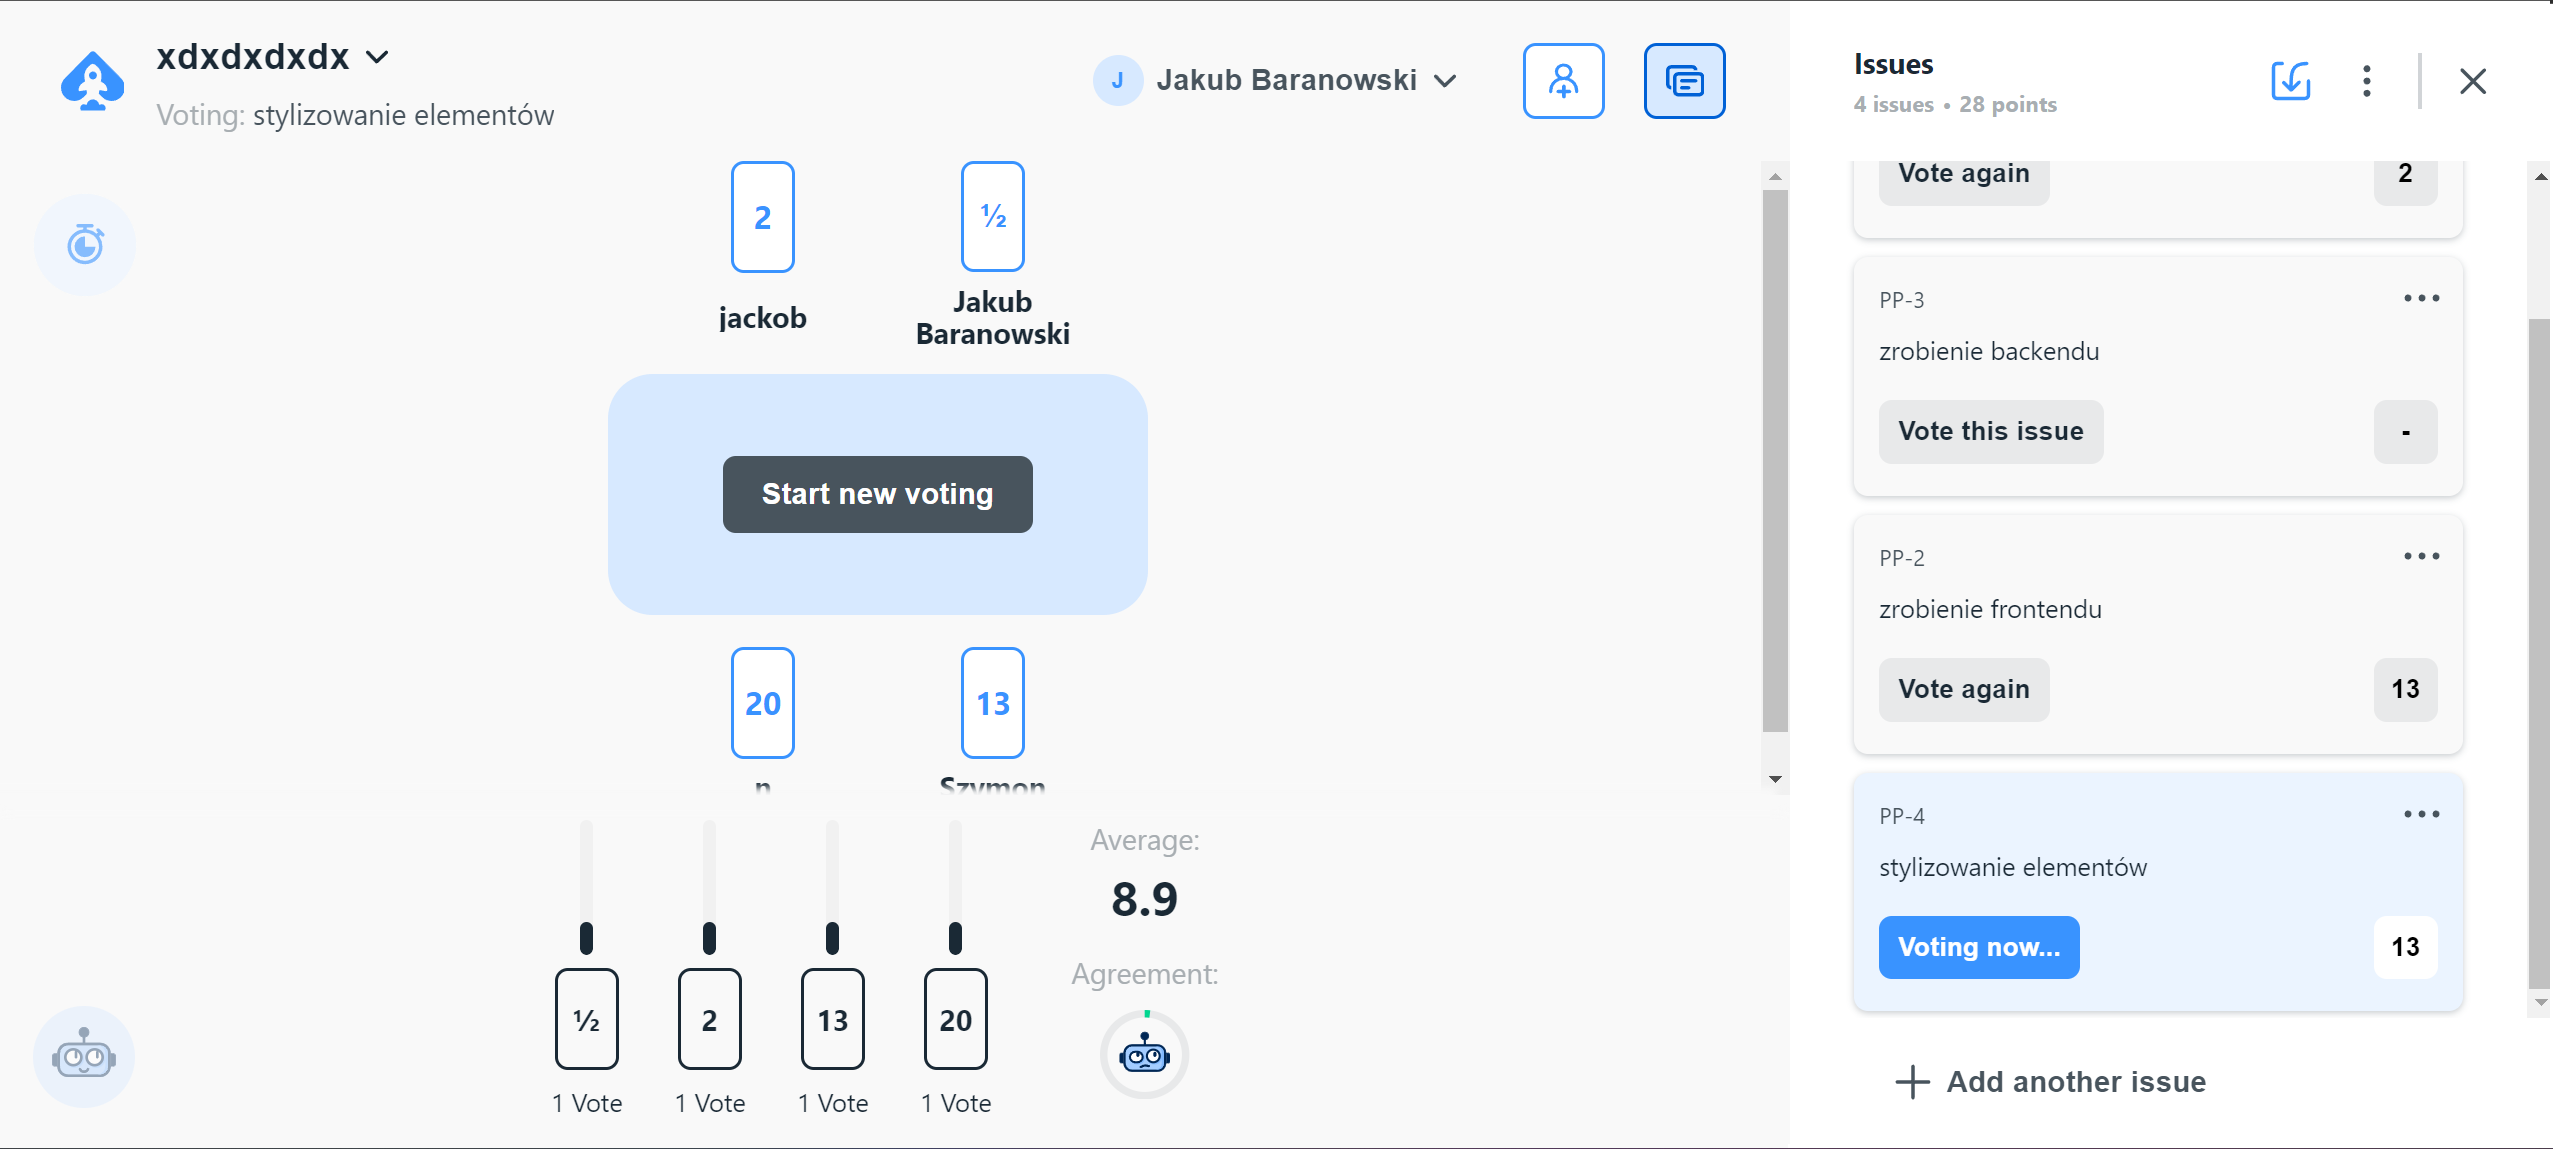 xdxdxdxdx
Voting: stylizowanie elementów
J
Jakub Baranowski
2
½
jackob
Jakub
Baranowski
Start new voting
20
13
n
Szymon
½
2
13
20
1 Vote
1 Vote
1 Vote
1 Vote
Average:
8.9
Agreement:
Issues
4 issues • 28 points
Vote again
2
PP-3
zrobienie backendu
Vote this issue
-
PP-2
zrobienie frontendu
Vote again
13
PP-4
stylizowanie elementów
Voting now...
13
Add another issue